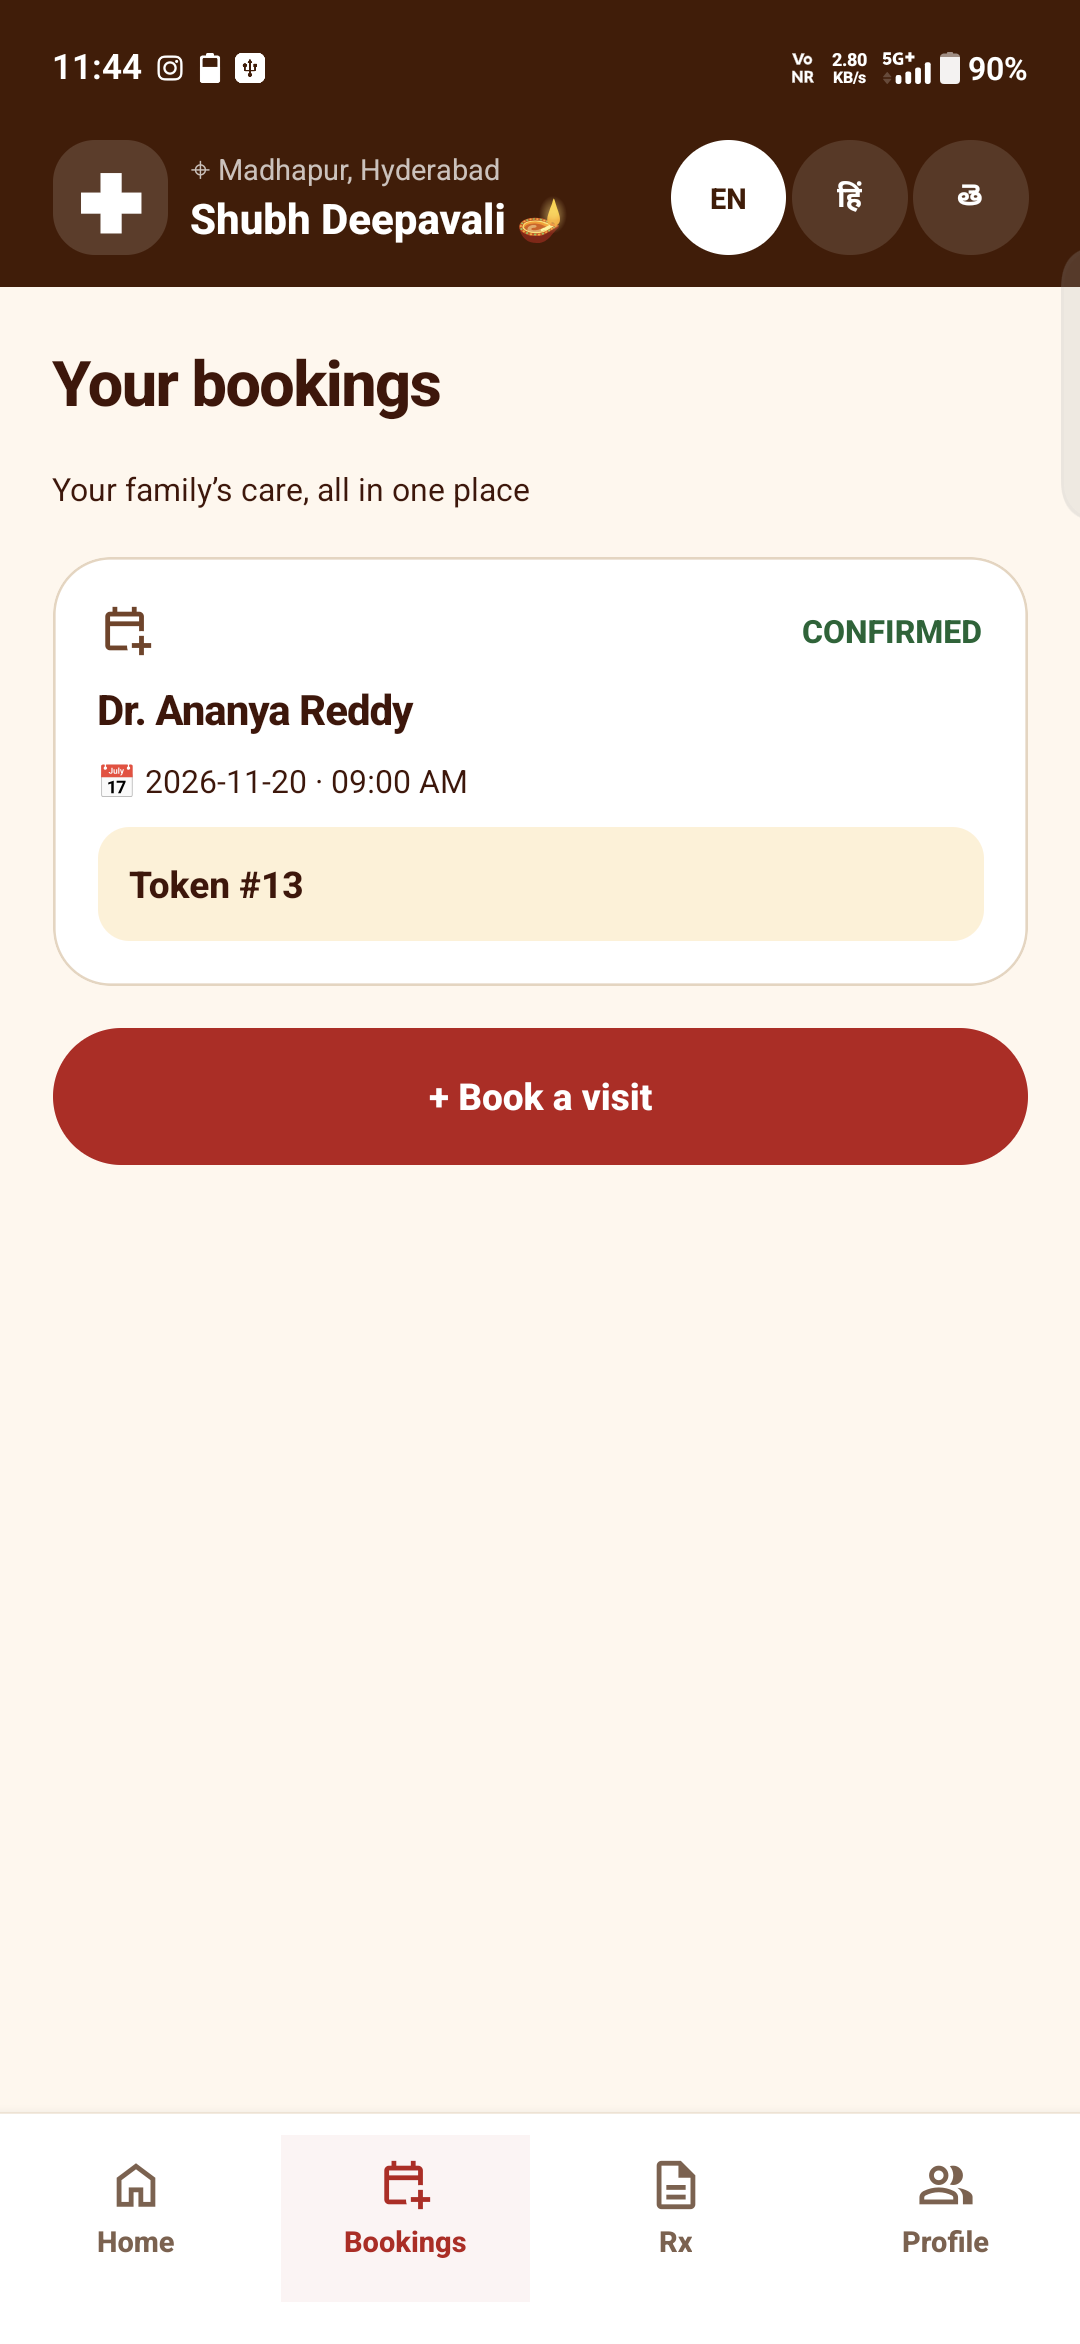 11:44
Vo NR 2.80 KB/s 5G+ 90%
Madhapur, Hyderabad
Shubh Deepavali
EN हिं తె
Your bookings
Your family’s care, all in one place
CONFIRMED
Dr. Ananya Reddy
July 17 2026-11-20 · 09:00 AM
Token #13
+ Book a visit
Home Bookings Rx Profile